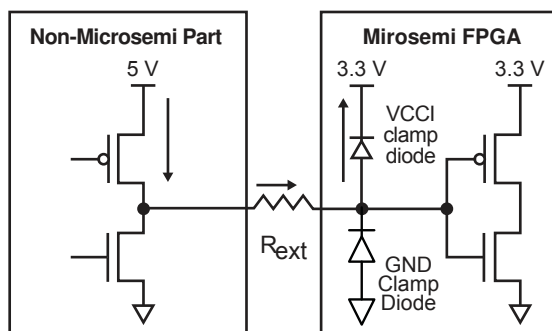 Non-Microsemi Part
Mirosemi FPGA
5 V
3.3 V
3.3 V
VCCI
clamp
diode
Rext
GND
Clamp
Diode